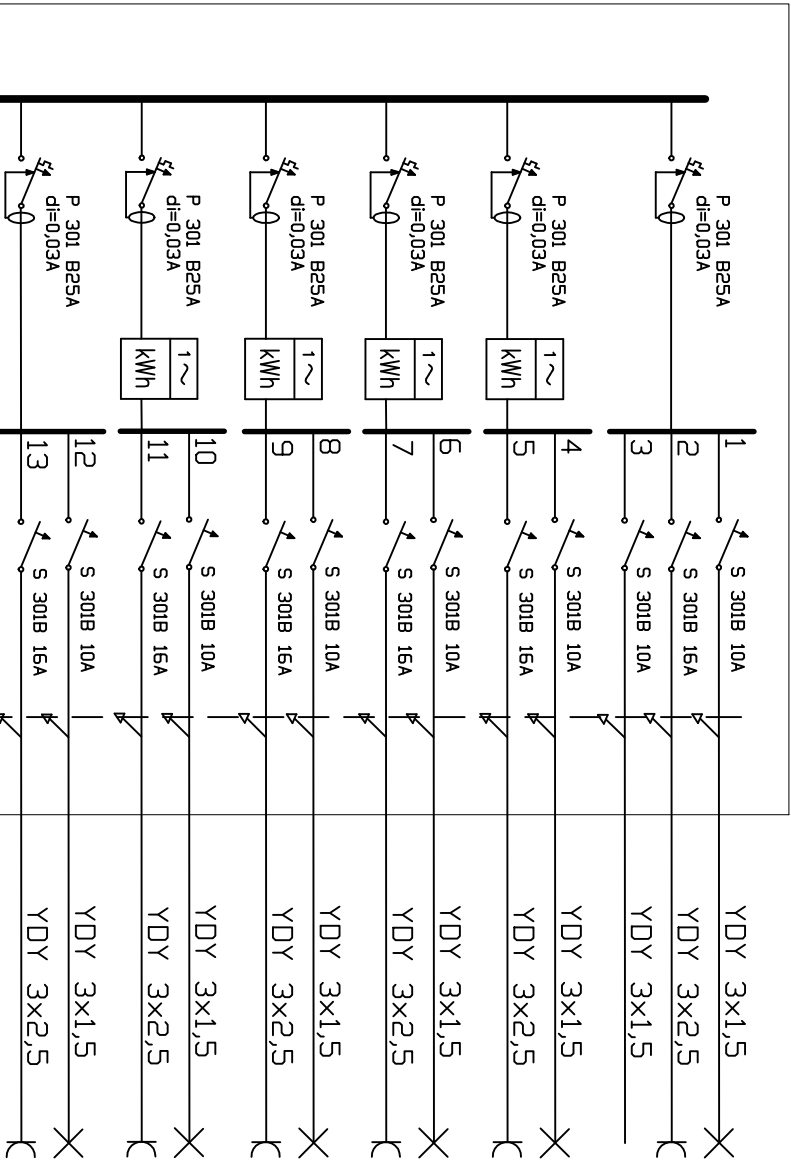 1
S 301B 10A
YDY 3x1,5
P 301 B25A
di=0,03A
2
S 301B 16A
YDY 3x2,5
3
S 301B 10A
YDY 3x1,5
4
S 301B 10A
YDY 3x1,5
P 301 B25A
di=0,03A
1~
kWh
5
S 301B 16A
YDY 3x2,5
6
S 301B 10A
YDY 3x1,5
P 301 B25A
di=0,03A
1~
kWh
7
S 301B 16A
YDY 3x2,5
8
S 301B 10A
YDY 3x1,5
P 301 B25A
di=0,03A
1~
kWh
9
S 301B 16A
YDY 3x2,5
10
S 301B 10A
YDY 3x1,5
P 301 B25A
di=0,03A
1~
kWh
11
S 301B 16A
YDY 3x2,5
12
S 301B 10A
YDY 3x1,5
P 301 B25A
di=0,03A
13
S 301B 16A
YDY 3x2,5